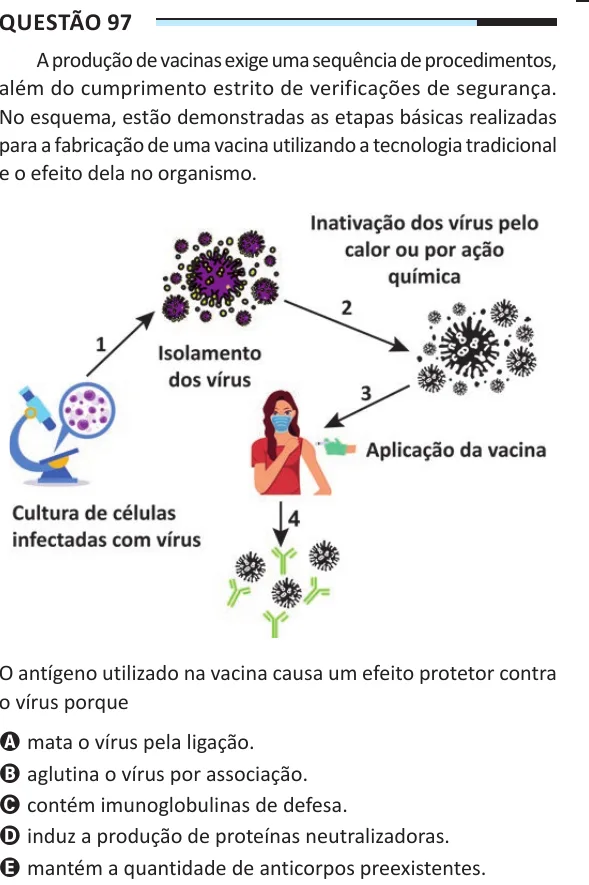 QUESTÃO 97
A produção de vacinas exige uma sequência de procedimentos,
além do cumprimento estrito de verificações de segurança.
No esquema, estão demonstradas as etapas básicas realizadas
para a fabricação de uma vacina utilizando a tecnologia tradicional
e o efeito dela no organismo.
Inativação dos vírus pelo
calor ou por ação
química
2
1
Isolamento
dos vírus
3
Aplicação da vacina
Cultura de células
infectadas com vírus
4
O antígeno utilizado na vacina causa um efeito protetor contra
o vírus porque
A mata o vírus pela ligação.
B aglutina o vírus por associação.
C contém imunoglobulinas de defesa.
D induz a produção de proteínas neutralizadoras.
E mantém a quantidade de anticorpos preexistentes.